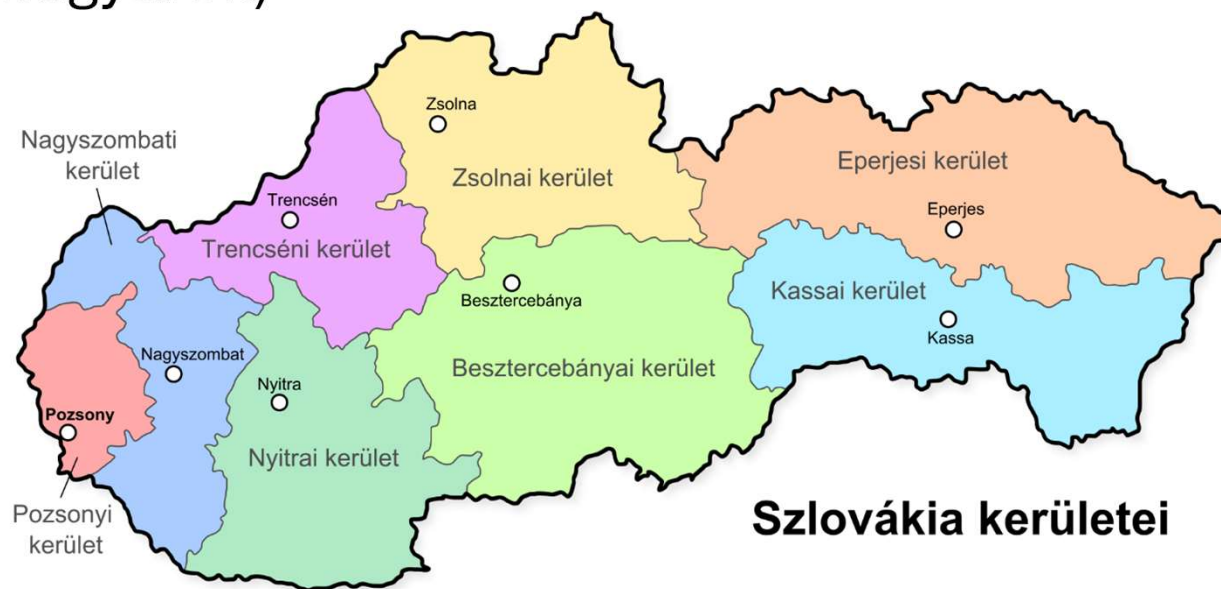 Zsolna
Nagyszombati
kerület
Zsolnai kerület
Eperjesi kerület
Trencsén
Eperjes
Trencséni kerület
Besztercebánya
Kassai kerület
Kassa
Nagyszombat
Besztercebányai kerület
Nyitra
Pozsony
Nyitrai kerület
Pozsonyi
kerület
Szlovákia kerületei